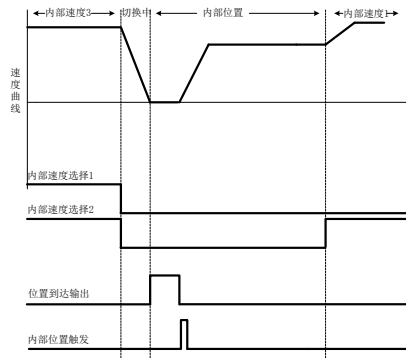 内部速度3
切换中
内部位置
内部速度1
速度曲线
内部速度选择1
内部速度选择2
位置到达输出
内部位置触发